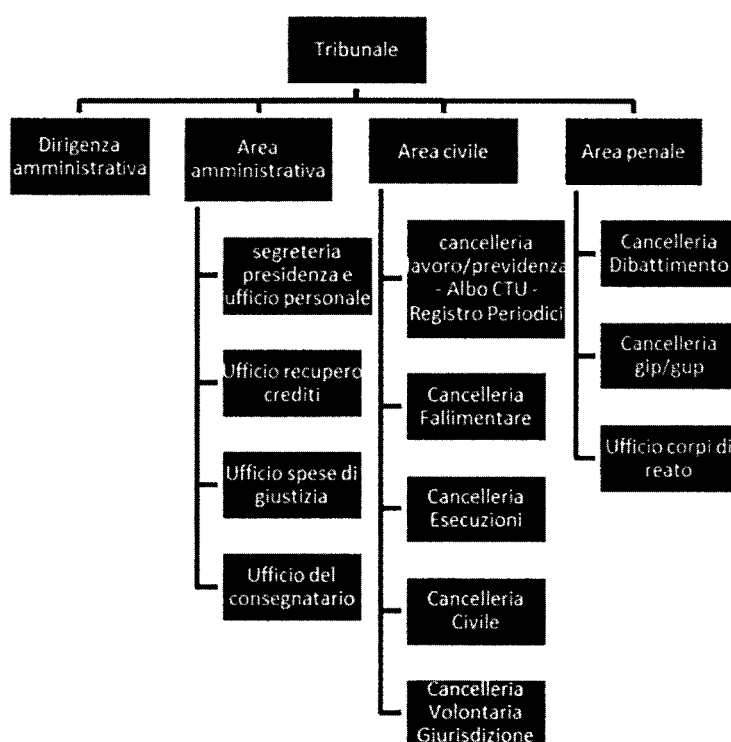 Tribunale
Dirigenza
amministrativa
Area
amministrativa
Area civile
Area penale
segreteria
presidenza e
ufficio personale
Ufficio recupero
crediti
Ufficio spese di
giustizia
Ufficio del
consegnatario
cancelleria
lavoro/previdenza
- Albo CTU -
Registro Periodici
Cancelleria
Fallimentare
Cancelleria
Esecuzioni
Cancelleria
Civile
Cancelleria
Volontaria
Giurisdizione
Cancelleria
Dibattimento
Cancelleria
gip/gup
Ufficio corpi di
reato